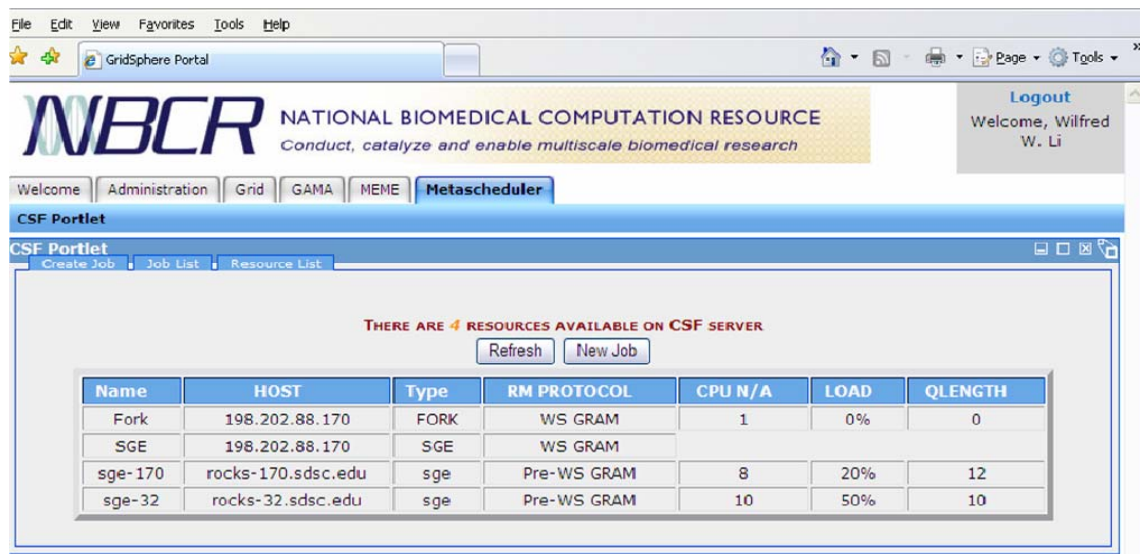 File Edit View Favorites Tools Help
GridSphere Portal
Page Tools »
NBCR
NATIONAL BIOMEDICAL COMPUTATION RESOURCE
Conduct, catalyze and enable multiscale biomedical research
Logout
Welcome, Wilfred
W. Li
Welcome Administration Grid GAMA MEME Metascheduler
CSF Portlet
CSF Portlet
Create Job Job List Resource List
THERE ARE 4 RESOURCES AVAILABLE ON CSF SERVER
Refresh New Job
Name HOST Type RM PROTOCOL CPU N/A LOAD QLENGTH
Fork 198.202.88.170 FORK WS GRAM 1 0% 0
SGE 198.202.88.170 SGE WS GRAM
sge-170 rocks-170.sdsc.edu sge Pre-WS GRAM 8 20% 12
sge-32 rocks-32.sdsc.edu sge Pre-WS GRAM 10 50% 10